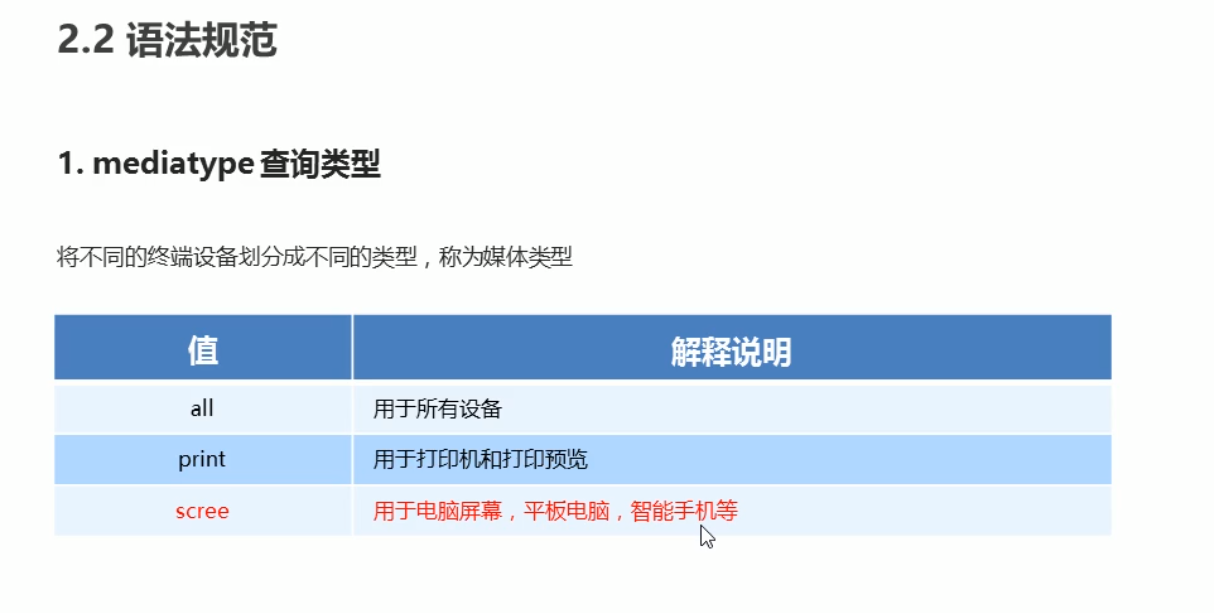 2.2 语法规范
1. mediatype 查询类型
将不同的终端设备划分成不同的类型，称为媒体类型
值 解释说明
all 用于所有设备
print 用于打印机和打印预览
scree 用于电脑屏幕，平板电脑，智能手机等